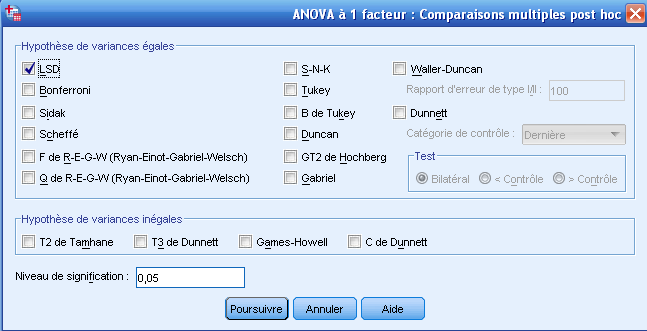 ANOVA à 1 facteur : Comparaisons multiples post hoc
Hypothèse de variances égales
LSD
S-N-K
Waller-Duncan
Bonferroni
Tukey
Rapport d'erreur de type I/II : 100
Sidak
B de Tukey
Dunnett
Scheffé
Duncan
Catégorie de contrôle : Dernière
F de R-E-G-W (Ryan-Einot-Gabriel-Welsch)
GT2 de Hochberg
Test
Q de R-E-G-W (Ryan-Einot-Gabriel-Welsch)
Gabriel
Bilatéral < Contrôle > Contrôle
Hypothèse de variances inégales
T2 de Tamhane T3 de Dunnett Games-Howell C de Dunnett
Niveau de signification : 0,05
Poursuivre Annuler Aide